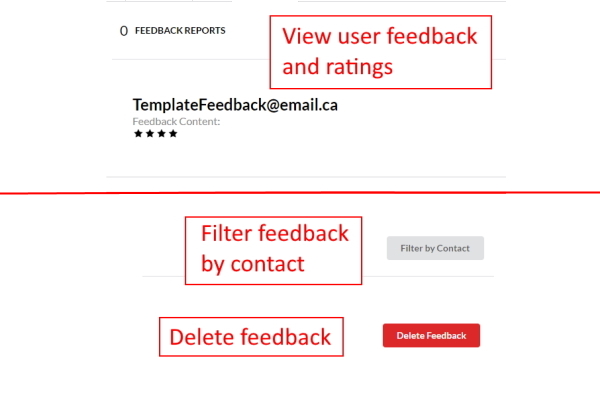 0 FEEDBACK REPORTS
View user feedback
and ratings
TemplateFeedback@email.ca
Feedback Content:
Filter feedback
by contact
Filter by Contact
Delete feedback
Delete Feedback